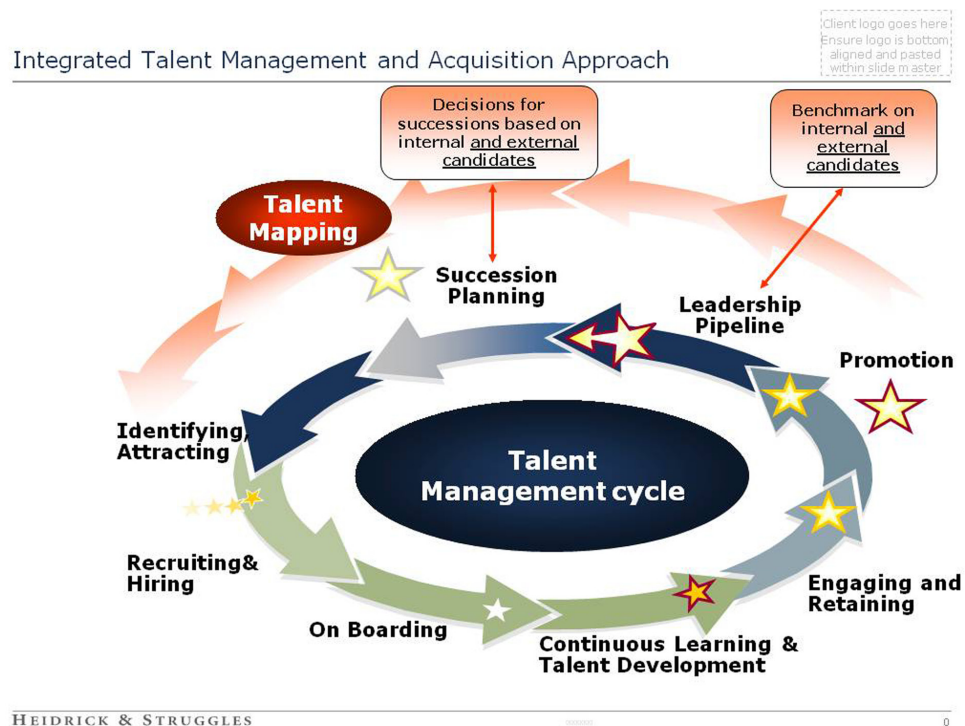 Client logo goes here
Ensure logo is bottom
aligned and pasted
within slide master
Integrated Talent Management and Acquisition Approach
Decisions for
successions based on
internal and external
candidates
Benchmark on
internal and
external
candidates
Talent
Mapping
Succession
Planning
Leadership
Pipeline
Promotion
Identifying,
Attracting
Talent
Management cycle
Recruiting&
Hiring
Engaging and
Retaining
On Boarding
Continuous Learning &
Talent Development
HEIDRICK & STRUGGLES
0